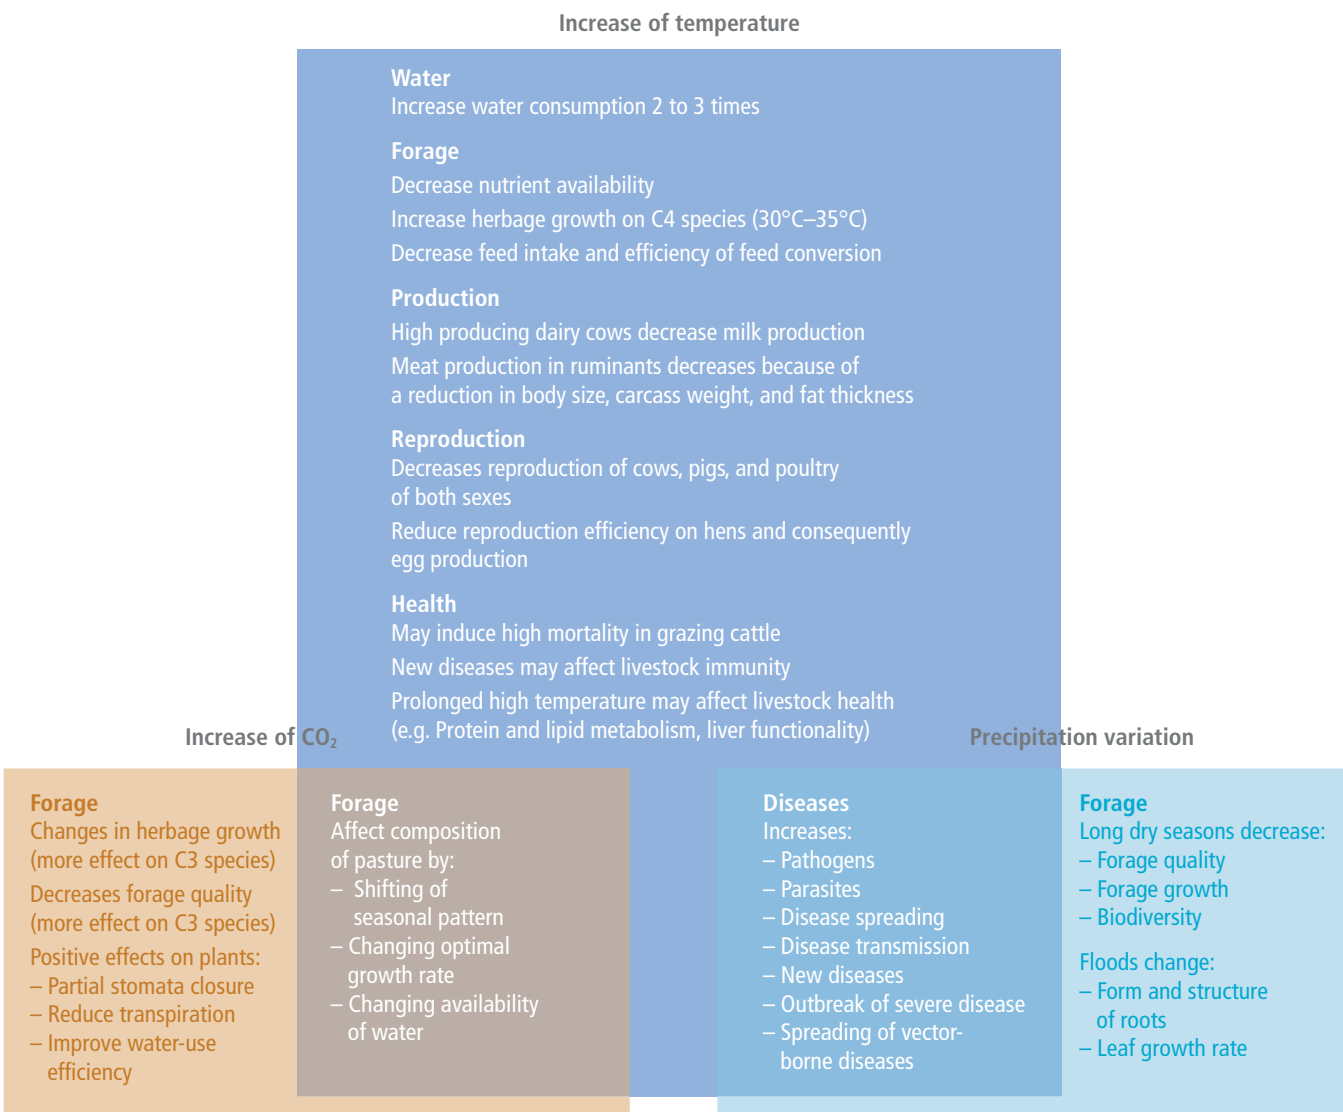 Increase of temperature
Water
Increase water consumption 2 to 3 times
Forage
Decrease nutrient availability
Increase herbage growth on C4 species (30°C–35°C)
Decrease feed intake and efficiency of feed conversion
Production
High producing dairy cows decrease milk production
Meat production in ruminants decreases because of
a reduction in body size, carcass weight, and fat thickness
Reproduction
Decreases reproduction of cows, pigs, and poultry
of both sexes
Reduce reproduction efficiency on hens and consequently
egg production
Health
May induce high mortality in grazing cattle
New diseases may affect livestock immunity
Prolonged high temperature may affect livestock health
(e.g. Protein and lipid metabolism, liver functionality)
Increase of CO₂
Precipitation variation
Forage
Changes in herbage growth
(more effect on C3 species)
Decreases forage quality
(more effect on C3 species)
Positive effects on plants:
– Partial stomata closure
– Reduce transpiration
– Improve water-use
efficiency
Forage
Affect composition
of pasture by:
– Shifting of
seasonal pattern
– Changing optimal
growth rate
– Changing availability
of water
Diseases
Increases:
– Pathogens
– Parasites
– Disease spreading
– Disease transmission
– New diseases
– Outbreak of severe disease
– Spreading of vector-
borne diseases
Forage
Long dry seasons decrease:
– Forage quality
– Forage growth
– Biodiversity
Floods change:
– Form and structure
of roots
– Leaf growth rate